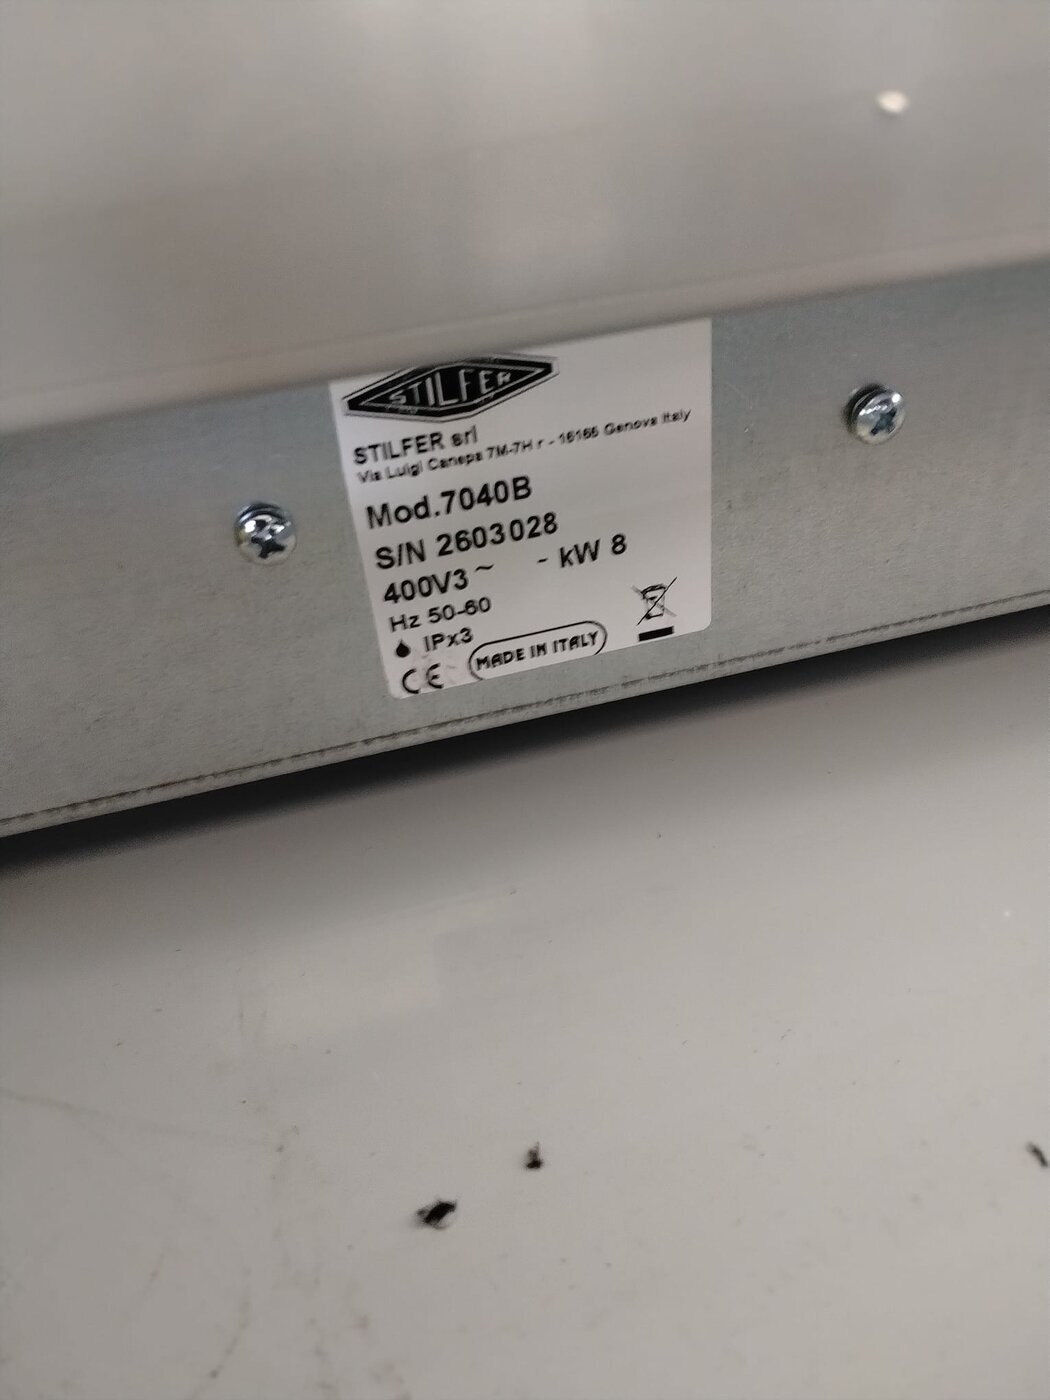 STILFER
STILFER srl
Via Luigi Canepa 7M-7H r - 16165 Genova Italy
Mod.7040B
S/N 2603028
400V3~ - kW 8
Hz 50-60
IPx3
CE MADE IN ITALY